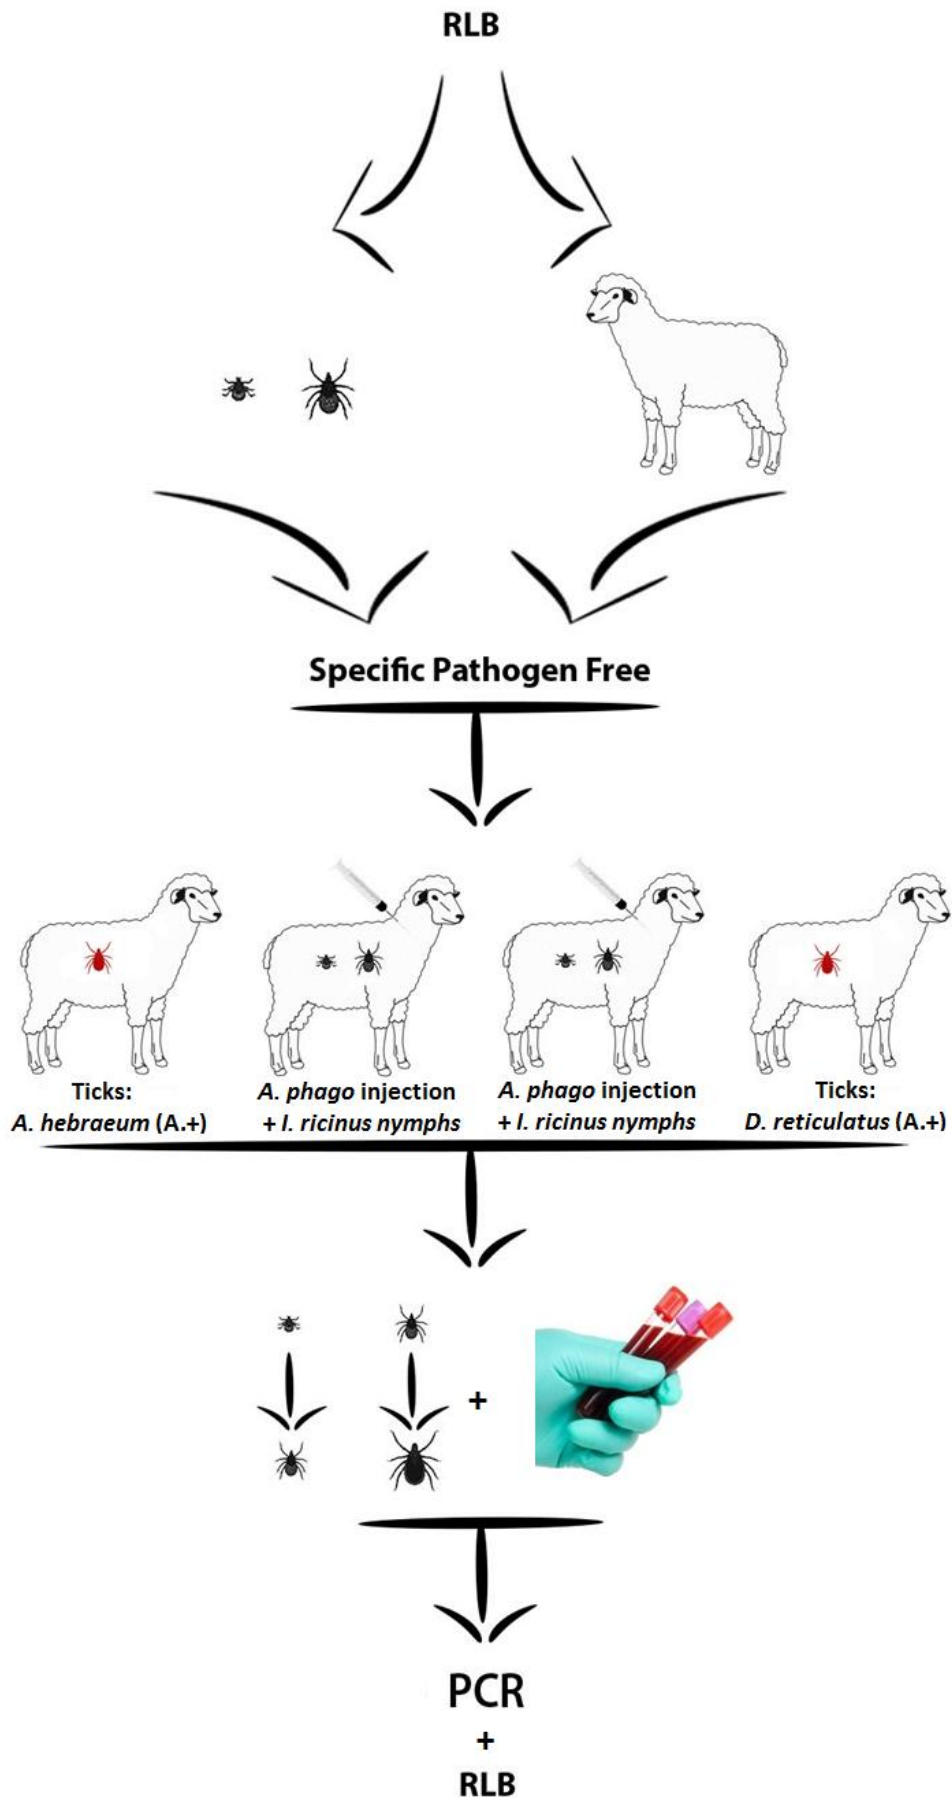 RLB
Specific Pathogen Free
Ticks:
A. hebraeum (A.+)
A. phago injection
+ I. ricinus nymphs
A. phago injection
+ I. ricinus nymphs
Ticks:
D. reticulatus (A.+)
+
PCR
+
RLB